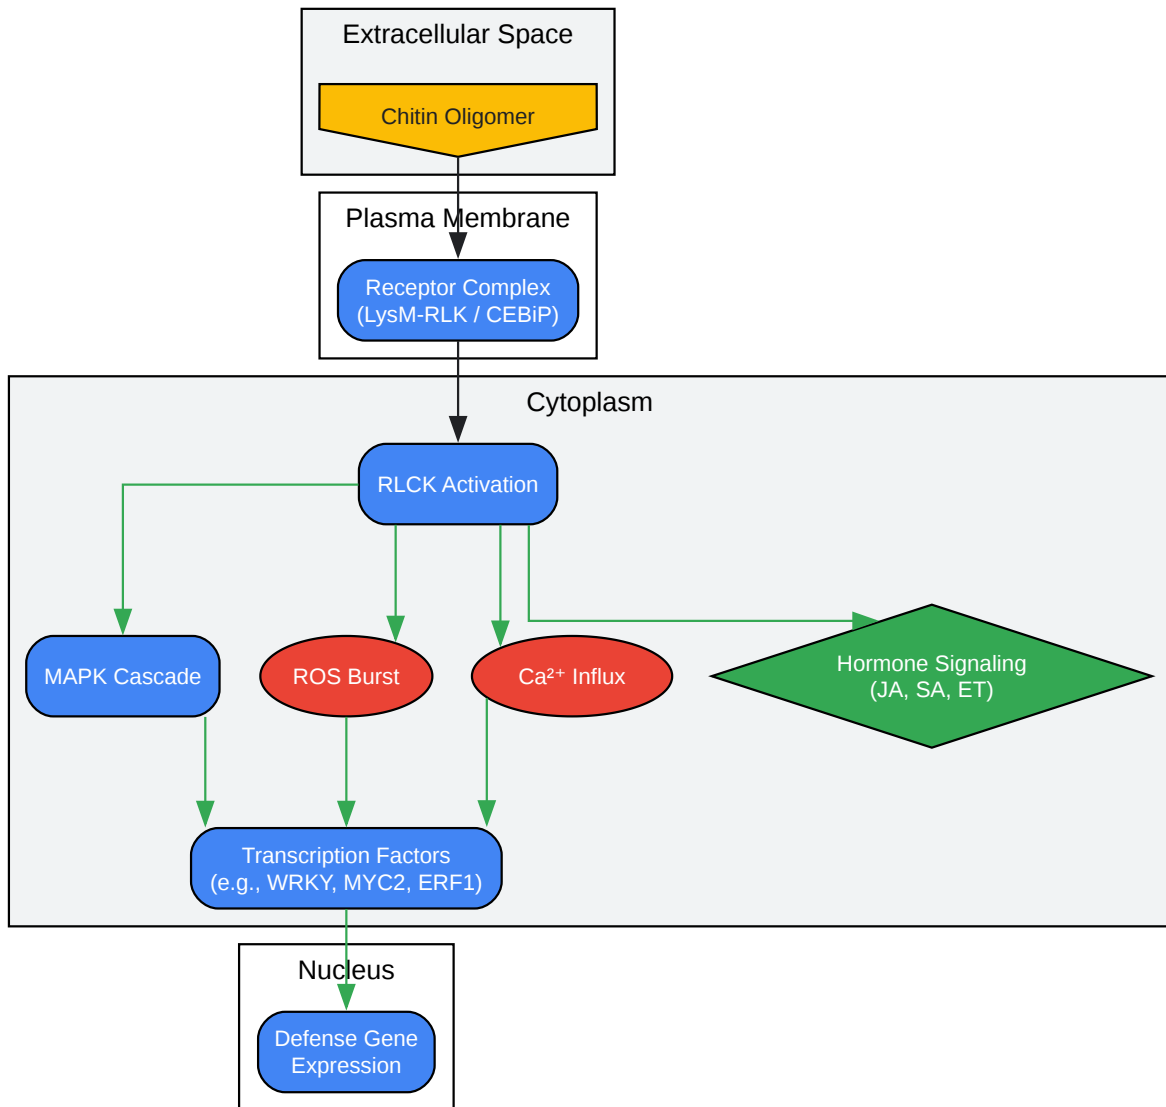 Extracellular Space
Chitin Oligomer
Plasma Membrane
Receptor Complex
(LysM-RLK / CEBiP)
Cytoplasm
RLCK Activation
MAPK Cascade
ROS Burst
Ca²⁺ Influx
Hormone Signaling
(JA, SA, ET)
Transcription Factors
(e.g., WRKY, MYC2, ERF1)
Nucleus
Defense Gene
Expression